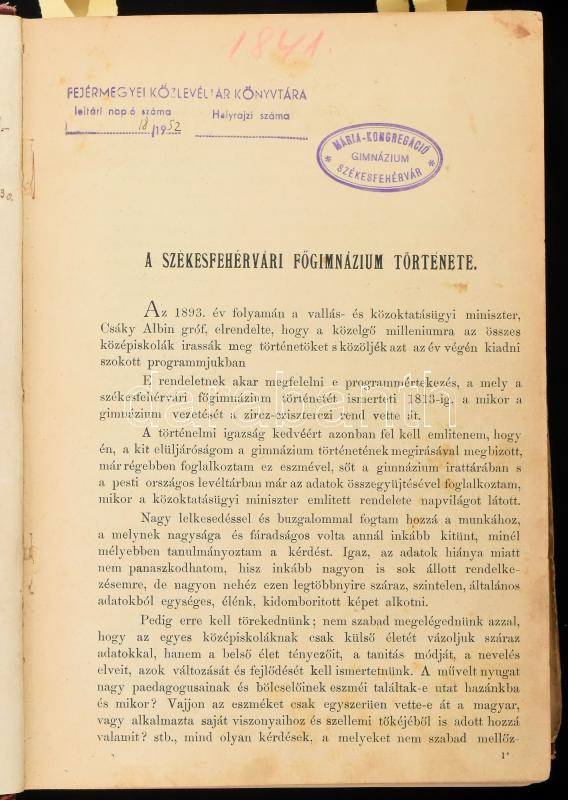 1841.
FEJÉRMEGYEI KÖZLEVÉLTÁR KÖNYVTÁRA
leltári napló száma Helyrajzi száma
18/1952
MÁRIA-KONGREGÁCIÓ
GIMNÁZIUM
* SZÉKESFEHÉRVÁR *
A SZÉKESFEHÉRVÁRI FŐGIMNÁZIUM TÖRTÉNETE.
Az 1893. év folyamán a vallás- és közoktatásügyi miniszter,
Csáky Albin gróf, elrendelte, hogy a közelgő milleniumra az összes
középiskolák irassák meg történetöket s közöljék azt az év végén kiadni
szokott programmjukban
E rendeletnek akar megfelelni e programmértekezés, a mely a
székesfehérvári főgimnázium történetét ismerteti 1813-ig, a mikor a
gimnázium vezetését a zircz-cziszterczi rend vette át.
A történelmi igazság kedvéért azonban fel kell emlitenem, hogy
én, a kit elüljáróságom a gimnázium történetének megirásával megbizott,
már régebben foglalkoztam ez eszmével, sőt a gimnázium irattárában s
a pesti országos levéltárban már az adatok összegyüjtésével foglalkoztam,
mikor a közoktatásügyi miniszter emlitett rendelete napvilágot látott.
Nagy lelkesedéssel és buzgalommal fogtam hozzá a munkához,
a melynek nagysága és fáradságos volta annál inkább kitünt, minél
mélyebben tanulmányoztam a kérdést. Igaz, az adatok hiánya miatt
nem panaszkodhatom, hisz inkább nagyon is sok állott rendelke-
zésemre, de nagyon nehéz ezen legtöbbnyire száraz, szintelen, általános
adatokból egységes, élénk, kidomboritott képet alkotni.
Pedig erre kell törekednünk; nem szabad megelégednünk azzal,
hogy az egyes középiskoláknak csak külső életét vázoljuk száraz
adatokkal, hanem a belső élet tényezőit, a tanitás módját, a nevelés
elveit, azok változását és fejlődését kell ismertetnünk. A művelt nyugat
nagy paedagogusainak és bölcselőinek eszméi találtak-e utat hazánkba
és mikor? Vajjon az eszméket csak egyszerüen vette-e át a magyar,
vagy alkalmazta saját viszonyaihoz és szellemi tőkéjéből is adott hozzá
valamit? stb., mind olyan kérdések, a melyeket nem szabad mellőz-
1*
darabanth